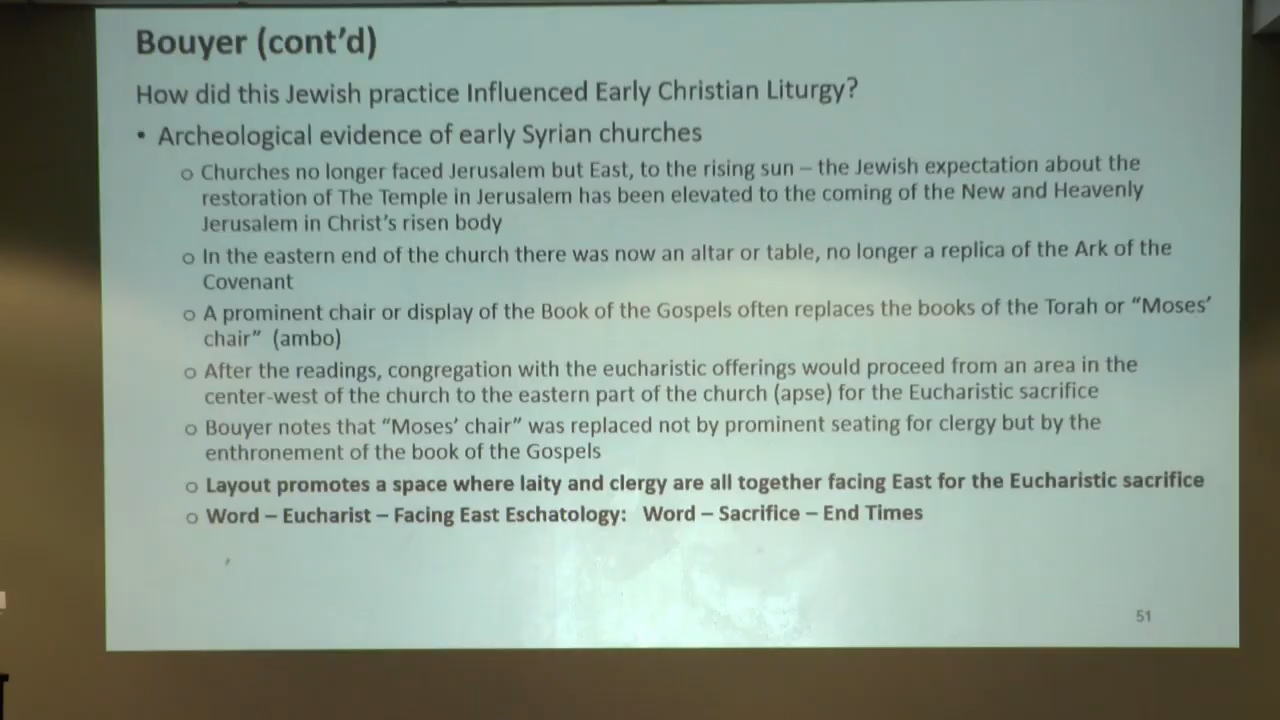 Bouyer (cont’d)
How did this Jewish practice Influenced Early Christian Liturgy?
• Archeological evidence of early Syrian churches
o Churches no longer faced Jerusalem but East, to the rising sun – the Jewish expectation about the
restoration of The Temple in Jerusalem has been elevated to the coming of the New and Heavenly
Jerusalem in Christ’s risen body
o In the eastern end of the church there was now an altar or table, no longer a replica of the Ark of the
Covenant
o A prominent chair or display of the Book of the Gospels often replaces the books of the Torah or “Moses’
chair” (ambo)
o After the readings, congregation with the eucharistic offerings would proceed from an area in the
center-west of the church to the eastern part of the church (apse) for the Eucharistic sacrifice
o Bouyer notes that “Moses’ chair” was replaced not by prominent seating for clergy but by the
enthronement of the book of the Gospels
o Layout promotes a space where laity and clergy are all together facing East for the Eucharistic sacrifice
o Word – Eucharist – Facing East Eschatology: Word – Sacrifice – End Times
51